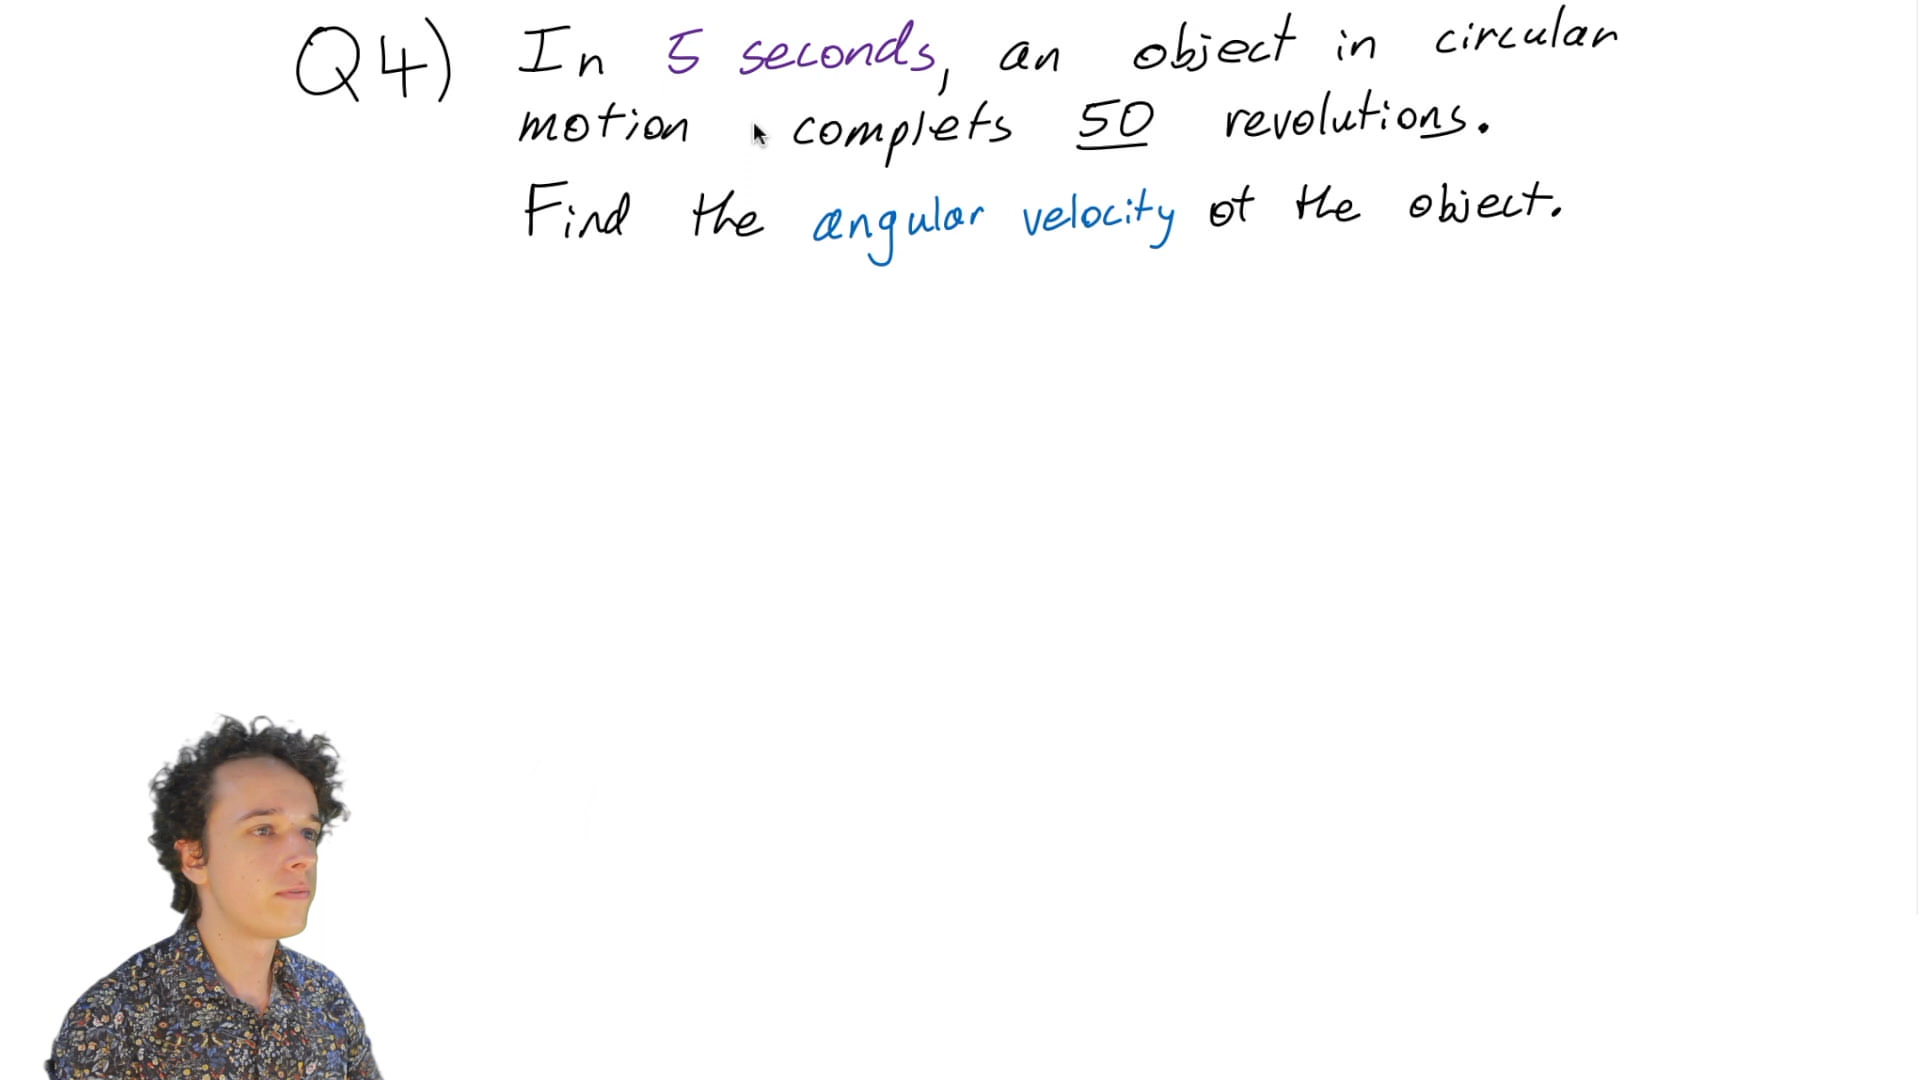 Q4) In 5 seconds, an object in circular
motion complets 50 revolutions.
Find the angular velocity of the object.